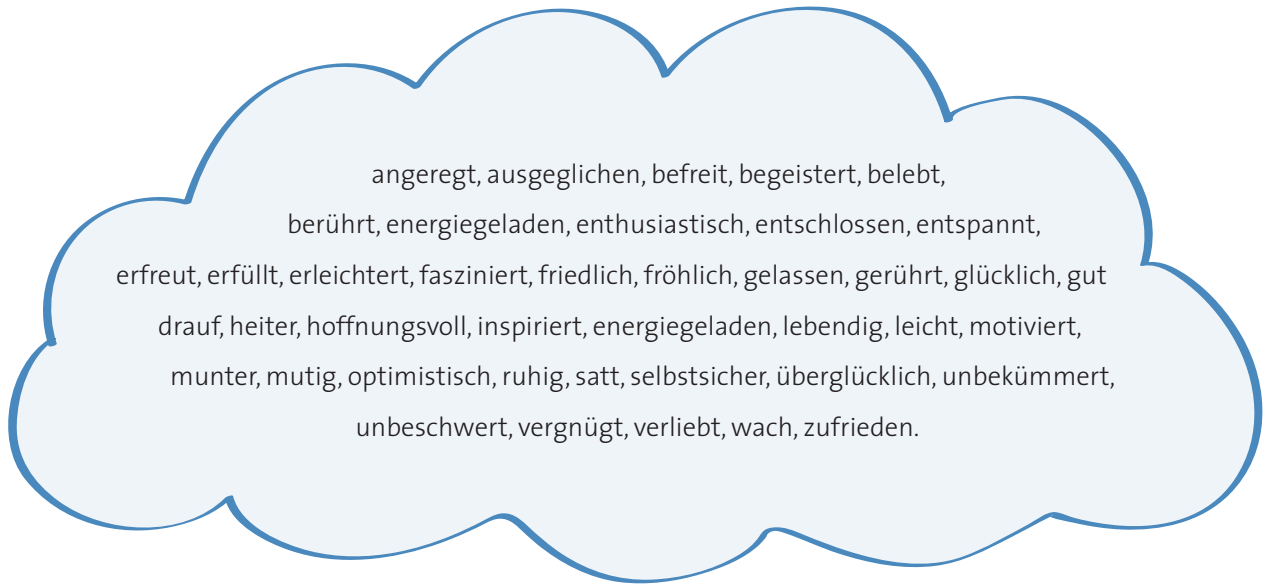 angeregt, ausgeglichen, befreit, begeistert, belebt,
berührt, energiegeladen, enthusiastisch, entschlossen, entspannt,
erfreut, erfüllt, erleichtert, fasziniert, friedlich, fröhlich, gelassen, gerührt, glücklich, gut
drauf, heiter, hoffnungsvoll, inspiriert, energiegeladen, lebendig, leicht, motiviert,
munter, mutig, optimistisch, ruhig, satt, selbstsicher, überglücklich, unbekümmert,
unbeschwert, vergnügt, verliebt, wach, zufrieden.